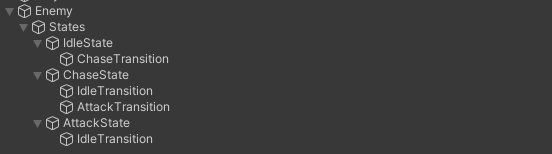 Enemy
States
IdleState
ChaseTransition
ChaseState
IdleTransition
AttackTransition
AttackState
IdleTransition